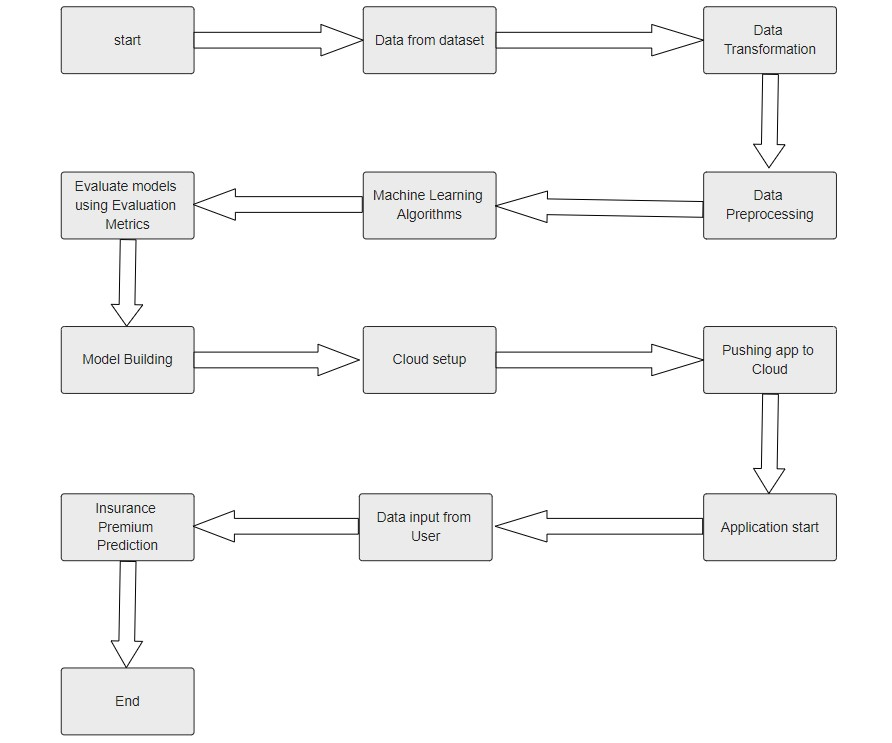 start
Data from dataset
Data
Transformation
Evaluate models
using Evaluation
Metrics
Machine Learning
Algorithms
Data
Preprocessing
Model Building
Cloud setup
Pushing app to
Cloud
Insurance
Premium
Prediction
Data input from
User
Application start
End